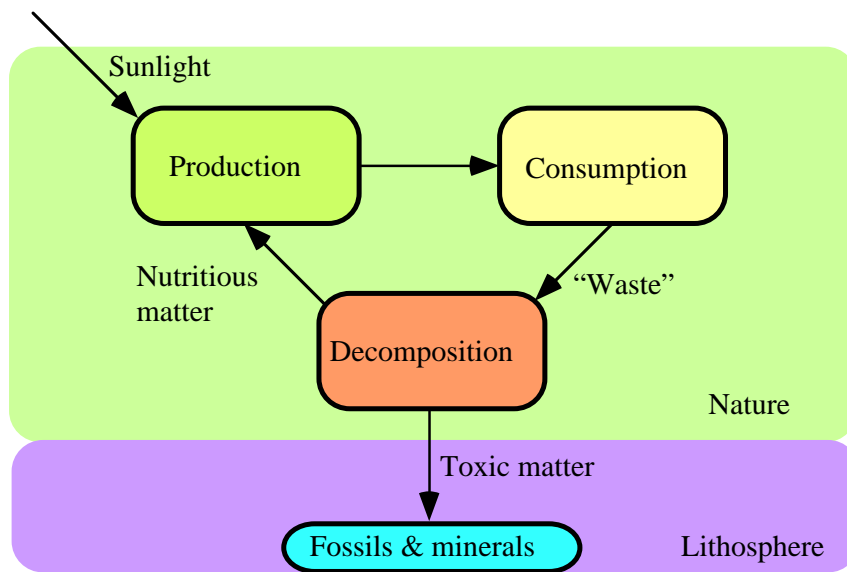 Sunlight
Production
Consumption
Nutritious
matter
“Waste”
Decomposition
Nature
Toxic matter
Fossils & minerals
Lithosphere